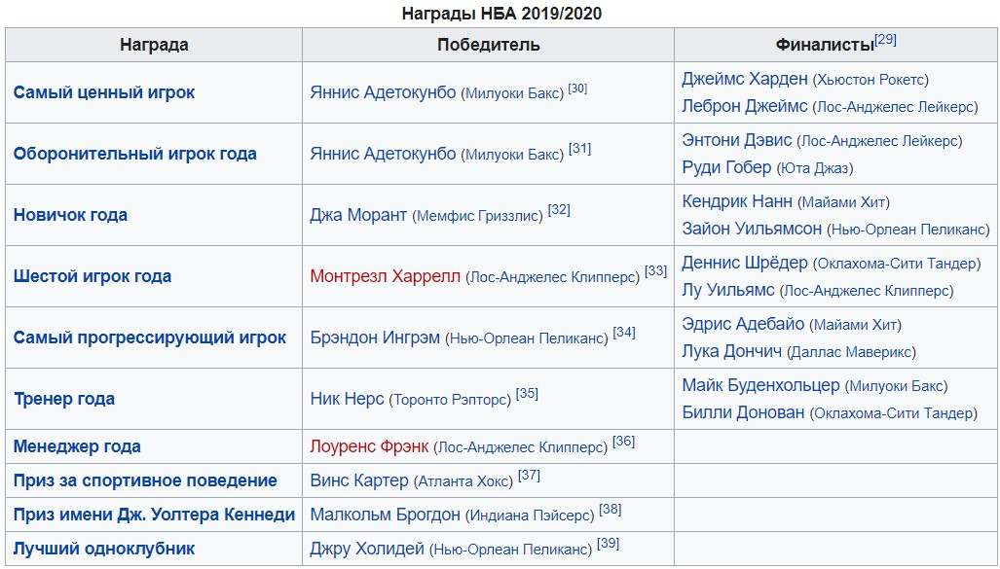 Награды НБА 2019/2020
Награда Победитель Финалисты[29]
Самый ценный игрок Яннис Адетокунбо (Милуоки Бакс) [30] Джеймс Харден (Хьюстон Рокетс)
Леброн Джеймс (Лос-Анджелес Лейкерс)
Оборонительный игрок года Яннис Адетокунбо (Милуоки Бакс) [31] Энтони Дэвис (Лос-Анджелес Лейкерс)
Руди Гобер (Юта Джаз)
Новичок года Джа Морант (Мемфис Гриззлис) [32] Кендрик Нанн (Майами Хит)
Зайон Уильямсон (Нью-Орлеан Пеликанс)
Шестой игрок года Монтрезл Харрелл (Лос-Анджелес Клипперс) [33] Деннис Шрёдер (Оклахома-Сити Тандер)
Лу Уильямс (Лос-Анджелес Клипперс)
Самый прогрессирующий игрок Брэндон Ингрэм (Нью-Орлеан Пеликанс) [34] Эдрис Адебайо (Майами Хит)
Лука Дончич (Даллас Маверикс)
Тренер года Ник Нерс (Торонто Рэпторс) [35] Майк Буденхольцер (Милуоки Бакс)
Билли Донован (Оклахома-Сити Тандер)
Менеджер года Лоуренс Фрэнк (Лос-Анджелес Клипперс) [36]
Приз за спортивное поведение Винс Картер (Атланта Хокс) [37]
Приз имени Дж. Уолтера Кеннеди Малкольм Брогдон (Индиана Пэйсерс) [38]
Лучший одноклубник Джру Холидей (Нью-Орлеан Пеликанс) [39]